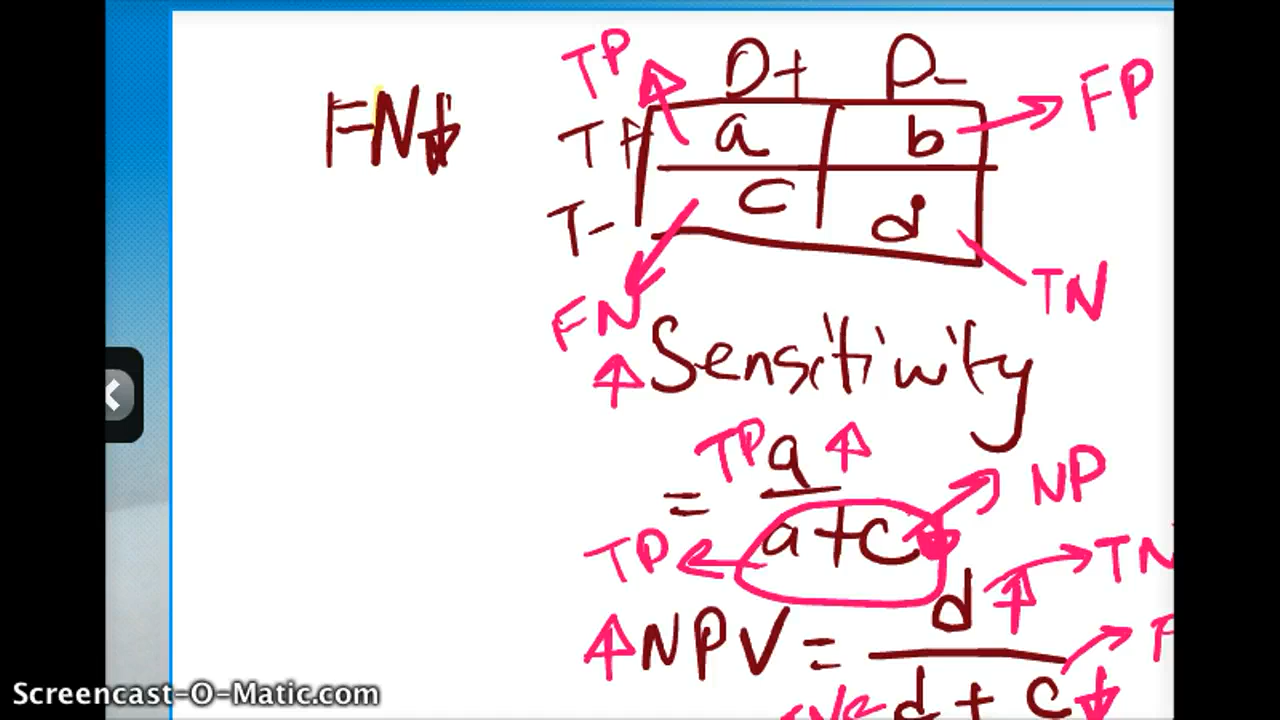 TP D+ D- FP
FN↓ T+ a b
T- c d
FN TN
↑ Sensitivity
TP a ↑
= a+c NP
TP TN
↑ NPV = d ↑
d + c ↓ F
Screencast-O-Matic.com